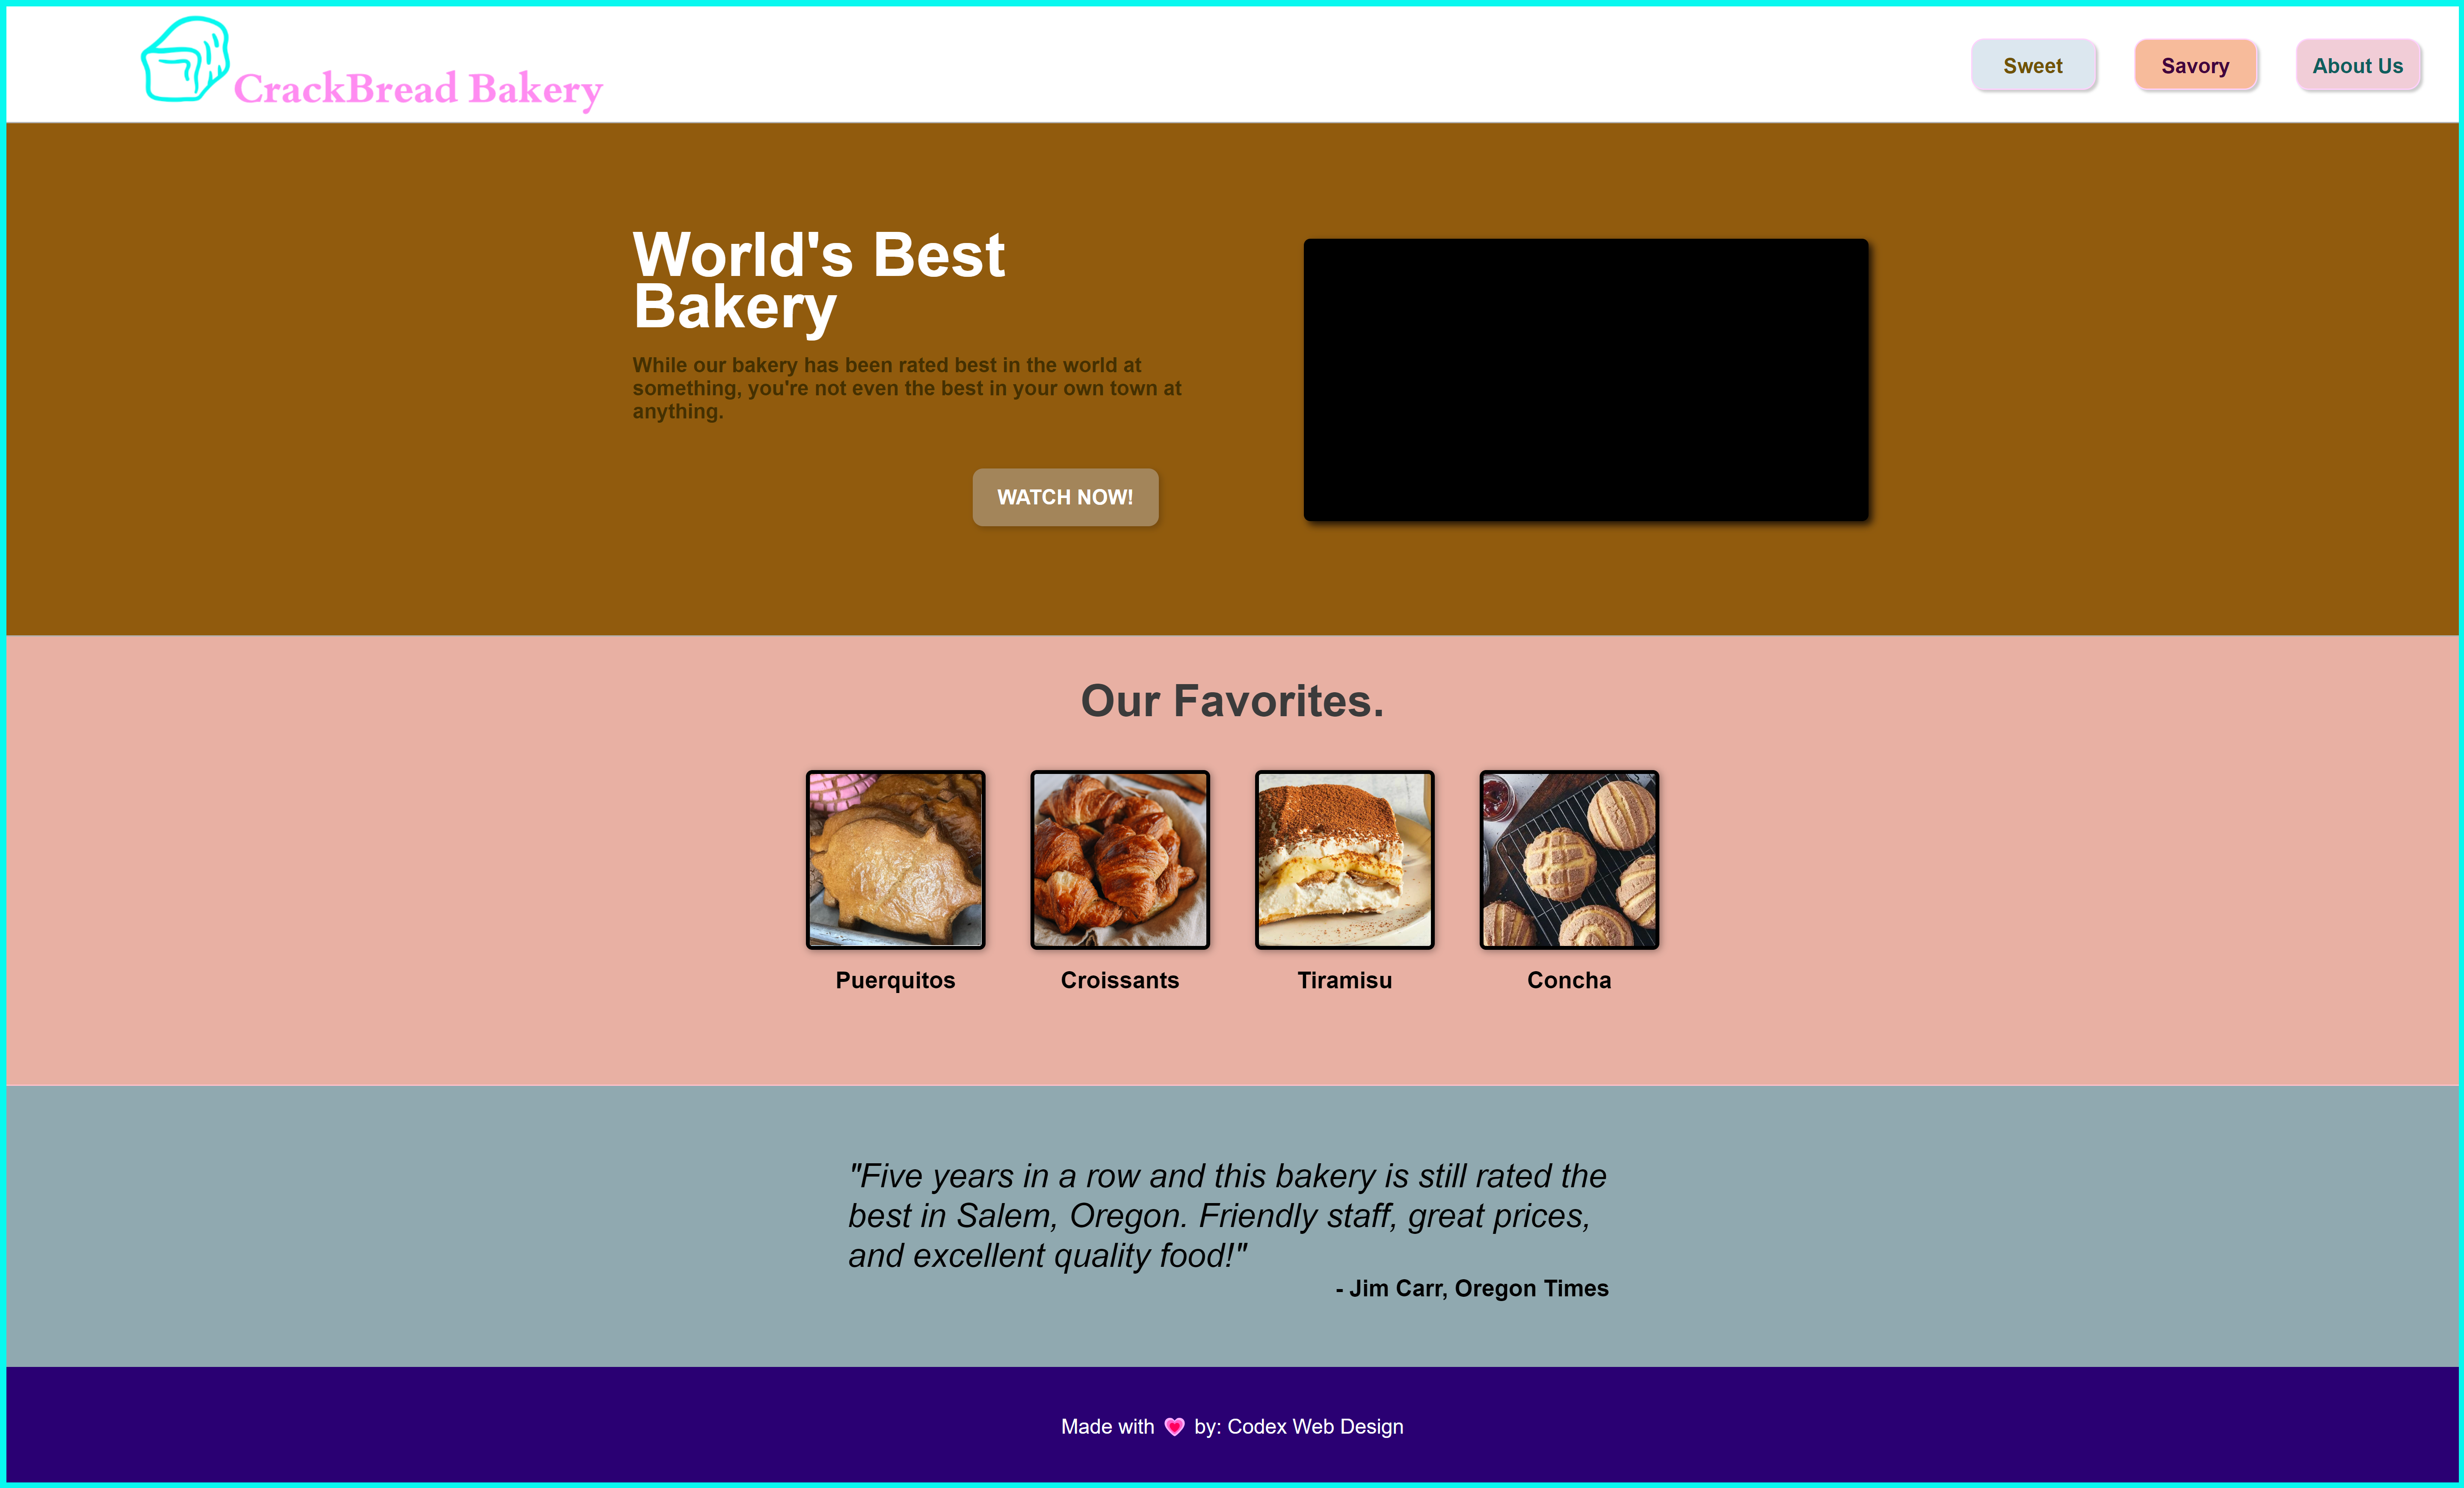 CrackBread Bakery
Sweet
Savory
About Us
World's Best
Bakery
While our bakery has been rated best in the world at
something, you're not even the best in your own town at
anything.
WATCH NOW!
Our Favorites.
Puerquitos
Croissants
Tiramisu
Concha
"Five years in a row and this bakery is still rated the
best in Salem, Oregon. Friendly staff, great prices,
and excellent quality food!"
- Jim Carr, Oregon Times
Made with 💗 by: Codex Web Design